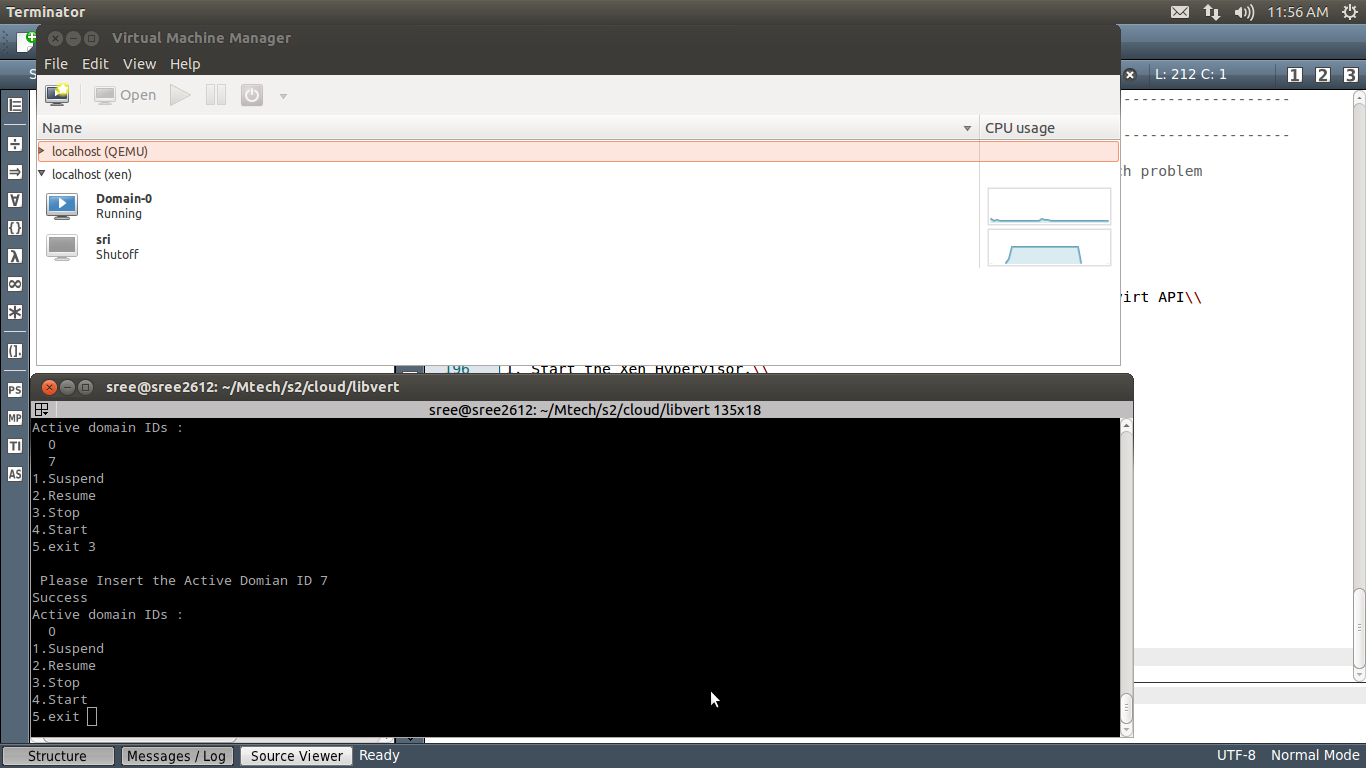 Terminator
11:56 AM
Virtual Machine Manager
File Edit View Help
Open
L: 212 C: 1
1 2 3
Name
CPU usage
localhost (QEMU)
localhost (xen)
Domain-0
Running
sri
Shutoff
problem
API\\
196 1. Start the Xen Hypervisor.\\
sree@sree2612: ~/Mtech/s2/cloud/libvert
sree@sree2612: ~/Mtech/s2/cloud/libvert 135x18
Active domain IDs :
0
7
1.Suspend
2.Resume
3.Stop
4.Start
5.exit 3
Please Insert the Active Domian ID 7
Success
Active domain IDs :
0
1.Suspend
2.Resume
3.Stop
4.Start
5.exit
÷
⇒
∀
{}
λ
∞
*
(].
PS
MP
TI
AS
Structure
Messages / Log
Source Viewer
Ready
UTF-8
Normal Mode